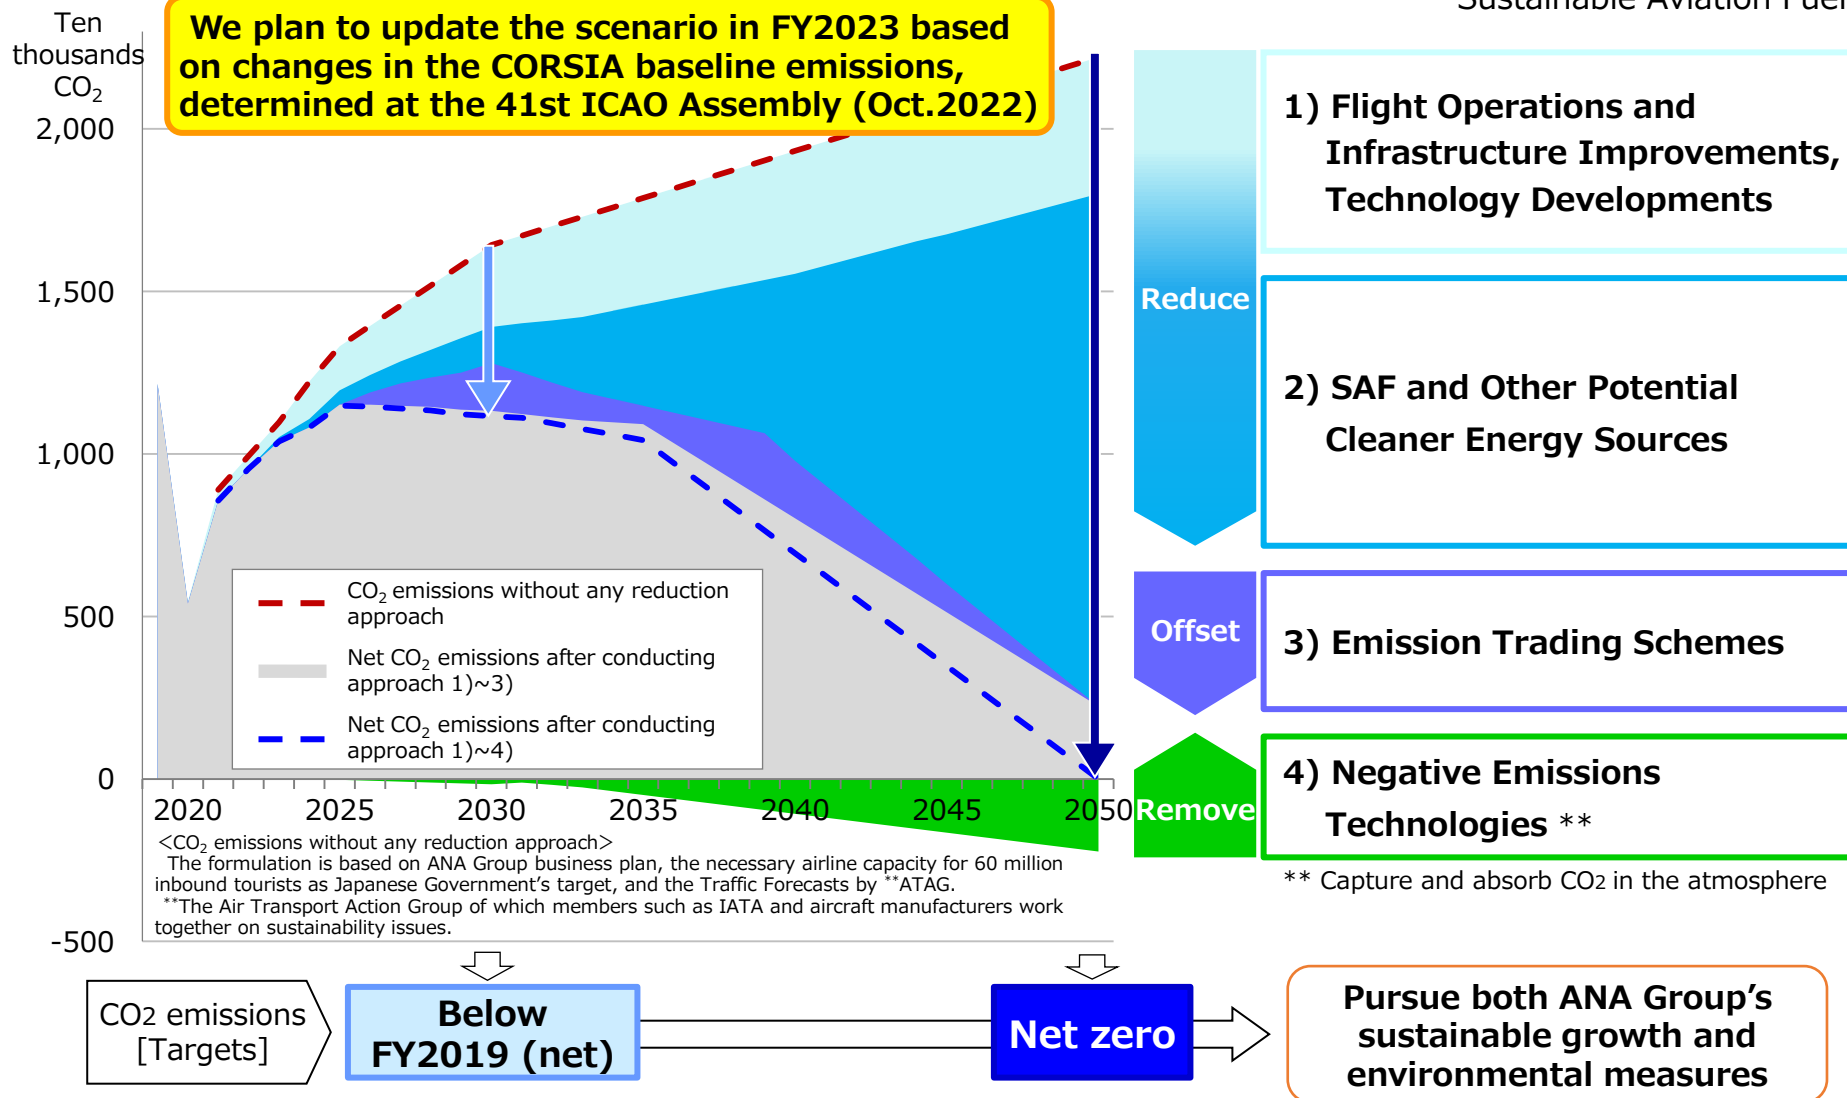 Sustainable Aviation Fuel
Ten
thousands
CO2
We plan to update the scenario in FY2023 based
on changes in the CORSIA baseline emissions,
determined at the 41st ICAO Assembly (Oct.2022)
2,000
1,500
1,000
500
0
-500
CO2 emissions without any reduction
approach
Net CO2 emissions after conducting
approach 1)~3)
Net CO2 emissions after conducting
approach 1)~4)
2020 2025 2030 2035 2040 2045 2050
<CO2 emissions without any reduction approach>
The formulation is based on ANA Group business plan, the necessary airline capacity for 60 million
inbound tourists as Japanese Government's target, and the Traffic Forecasts by **ATAG.
**The Air Transport Action Group of which members such as IATA and aircraft manufacturers work
together on sustainability issues.
Reduce
1) Flight Operations and
Infrastructure Improvements,
Technology Developments
2) SAF and Other Potential
Cleaner Energy Sources
Offset
3) Emission Trading Schemes
Remove
4) Negative Emissions
Technologies **
** Capture and absorb CO2 in the atmosphere
CO2 emissions
[Targets]
Below
FY2019 (net)
Net zero
Pursue both ANA Group's
sustainable growth and
environmental measures